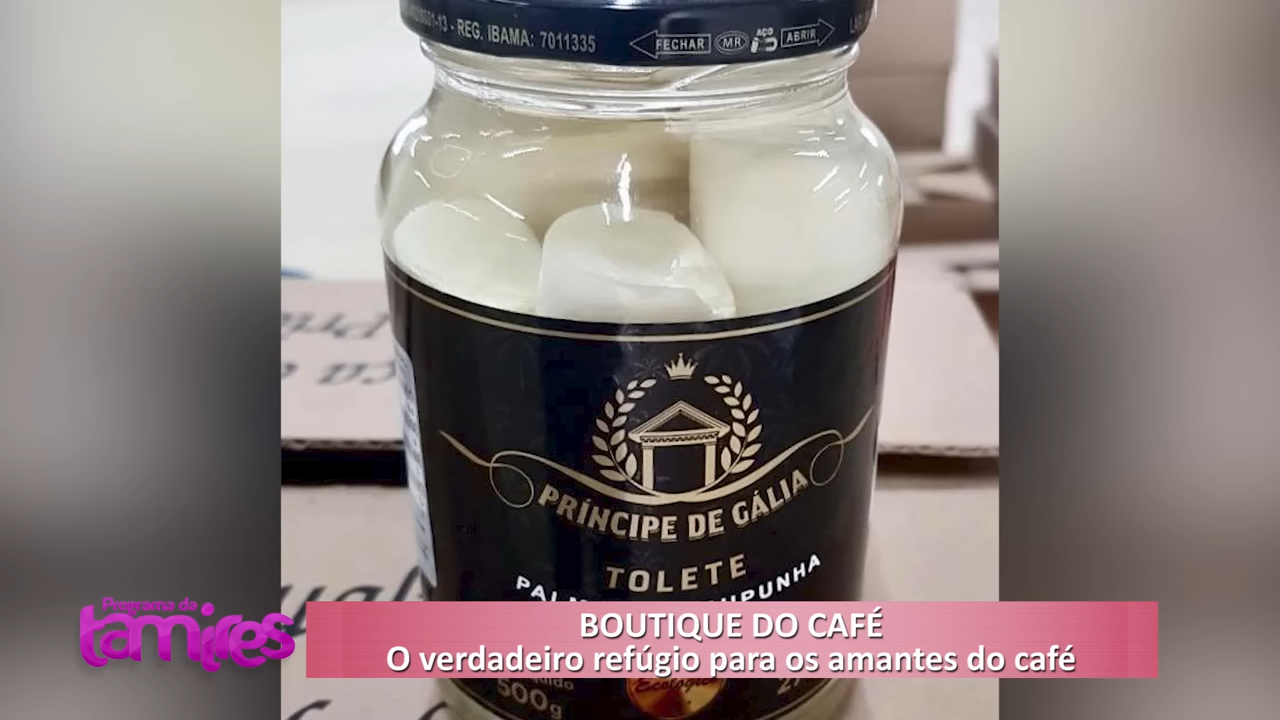 REG. IBAMA: 7011335
FECHAR MR AÇO ABRIR
PRÍNCIPE DE GÁLIA
TOLETE
500g
Ecológico
Programa da
tamires
BOUTIQUE DO CAFÉ
O verdadeiro refúgio para os amantes do café